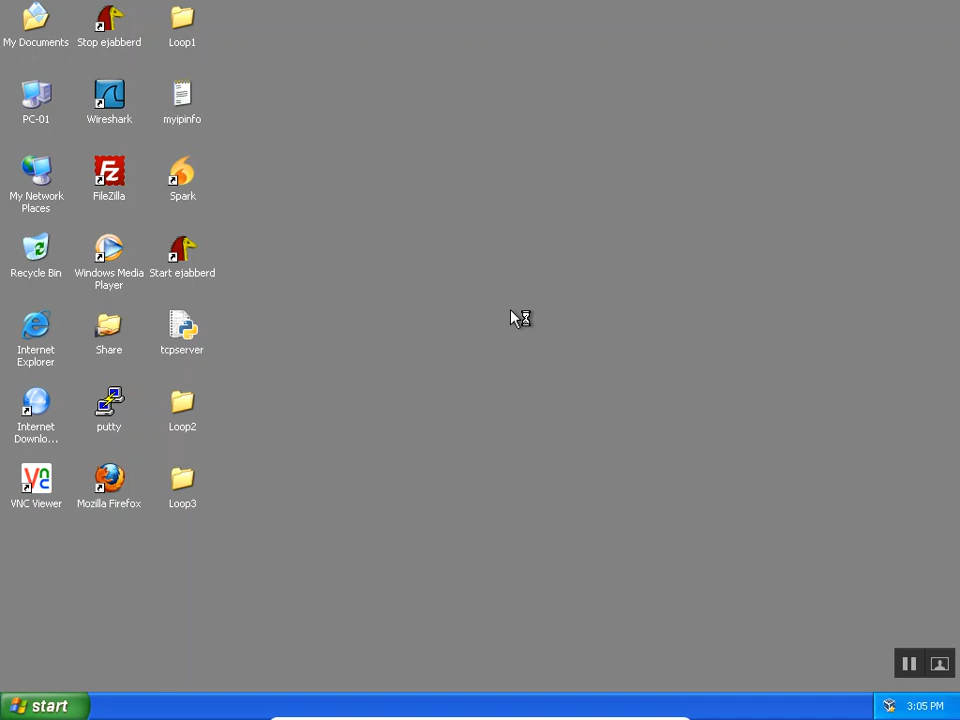 My Documents
Stop ejabberd
Loop1
PC-01
Wireshark
myipinfo
My Network
Places
FileZilla
Spark
Recycle Bin
Windows Media
Player
Start ejabberd
Internet
Explorer
Share
tcpserver
Internet
Downlo...
putty
Loop2
VNC Viewer
Mozilla Firefox
Loop3
start
3:05 PM